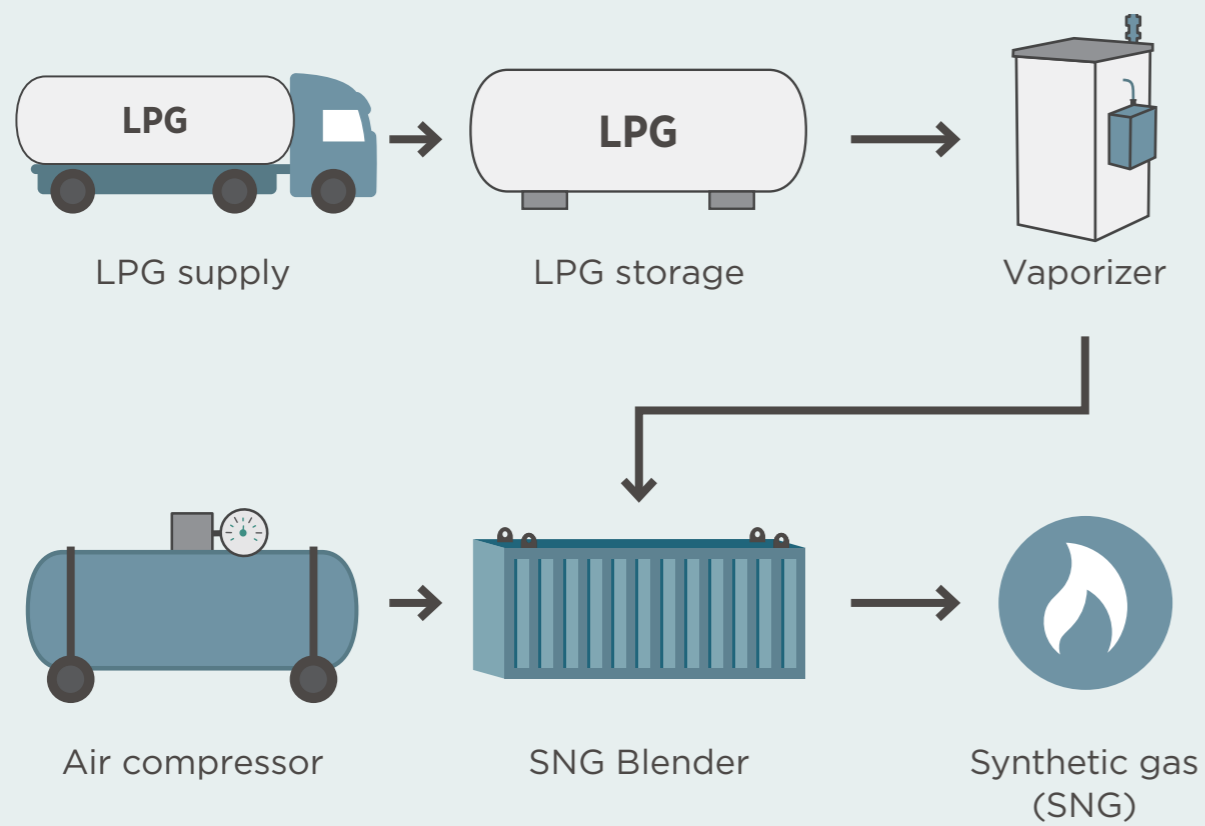 LPG
LPG
LPG supply
LPG storage
Vaporizer
Air compressor
SNG Blender
Synthetic gas
(SNG)